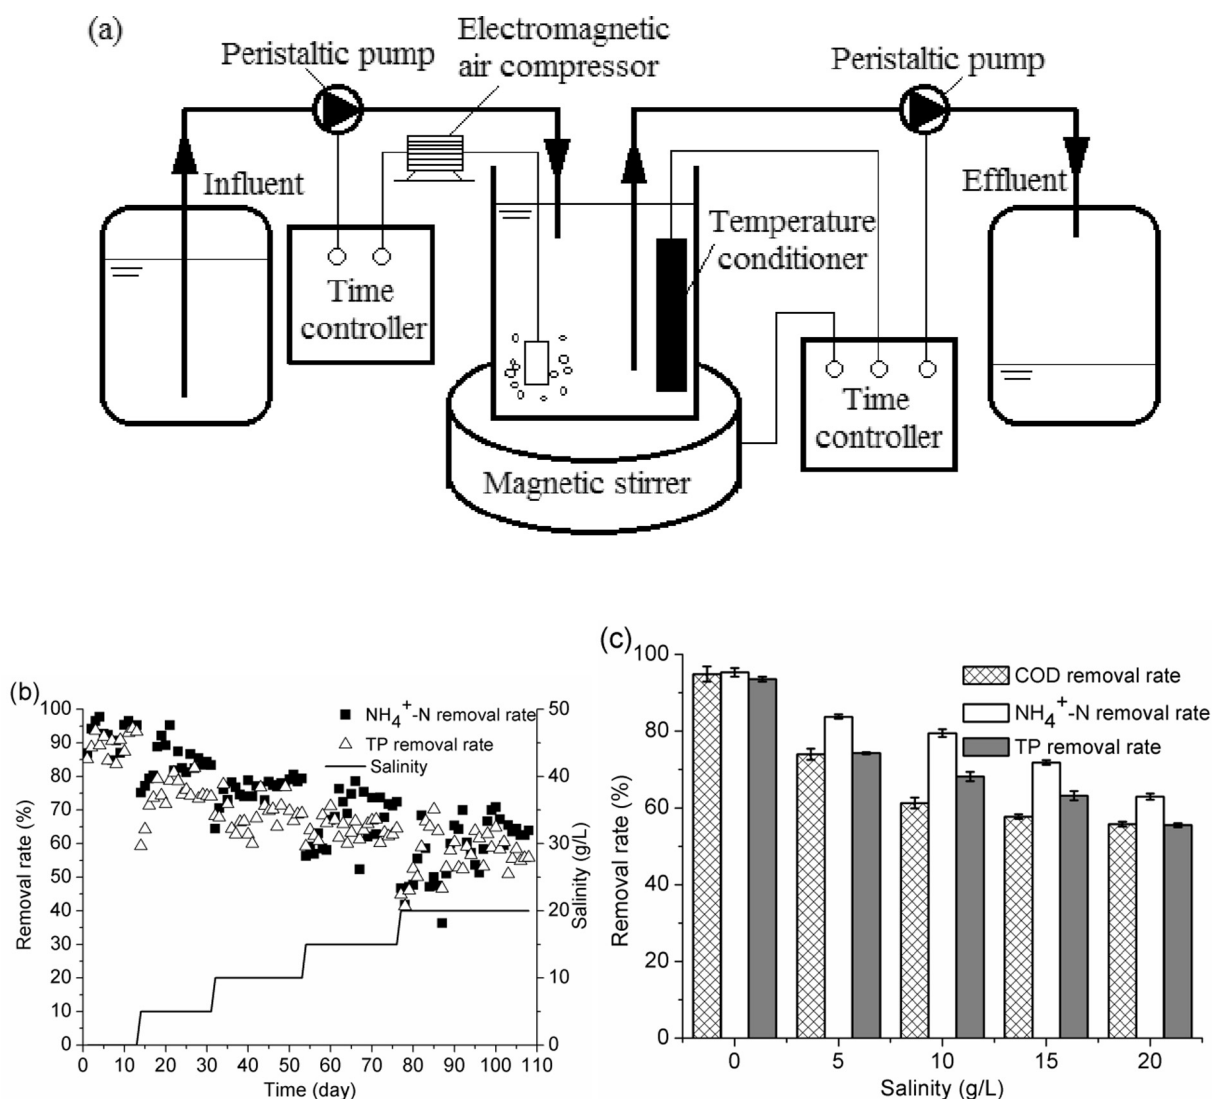 (a)
Electromagnetic
air compressor
Peristaltic pump
Peristaltic pump
Influent
Effluent
Time
controller
Temperature
conditioner
Time
controller
Magnetic stirrer
(b)
100
90
80
70
60
50
40
30
20
10
0
Removal rate (%)
NH4+-N removal rate
TP removal rate
Salinity
50
40
30
20
10
0
Salinity (g/L)
0 10 20 30 40 50 60 70 80 90 100 110
Time (day)
(c)
100
80
60
40
20
0
Removal rate (%)
COD removal rate
NH4+-N removal rate
TP removal rate
0 5 10 15 20
Salinity (g/L)